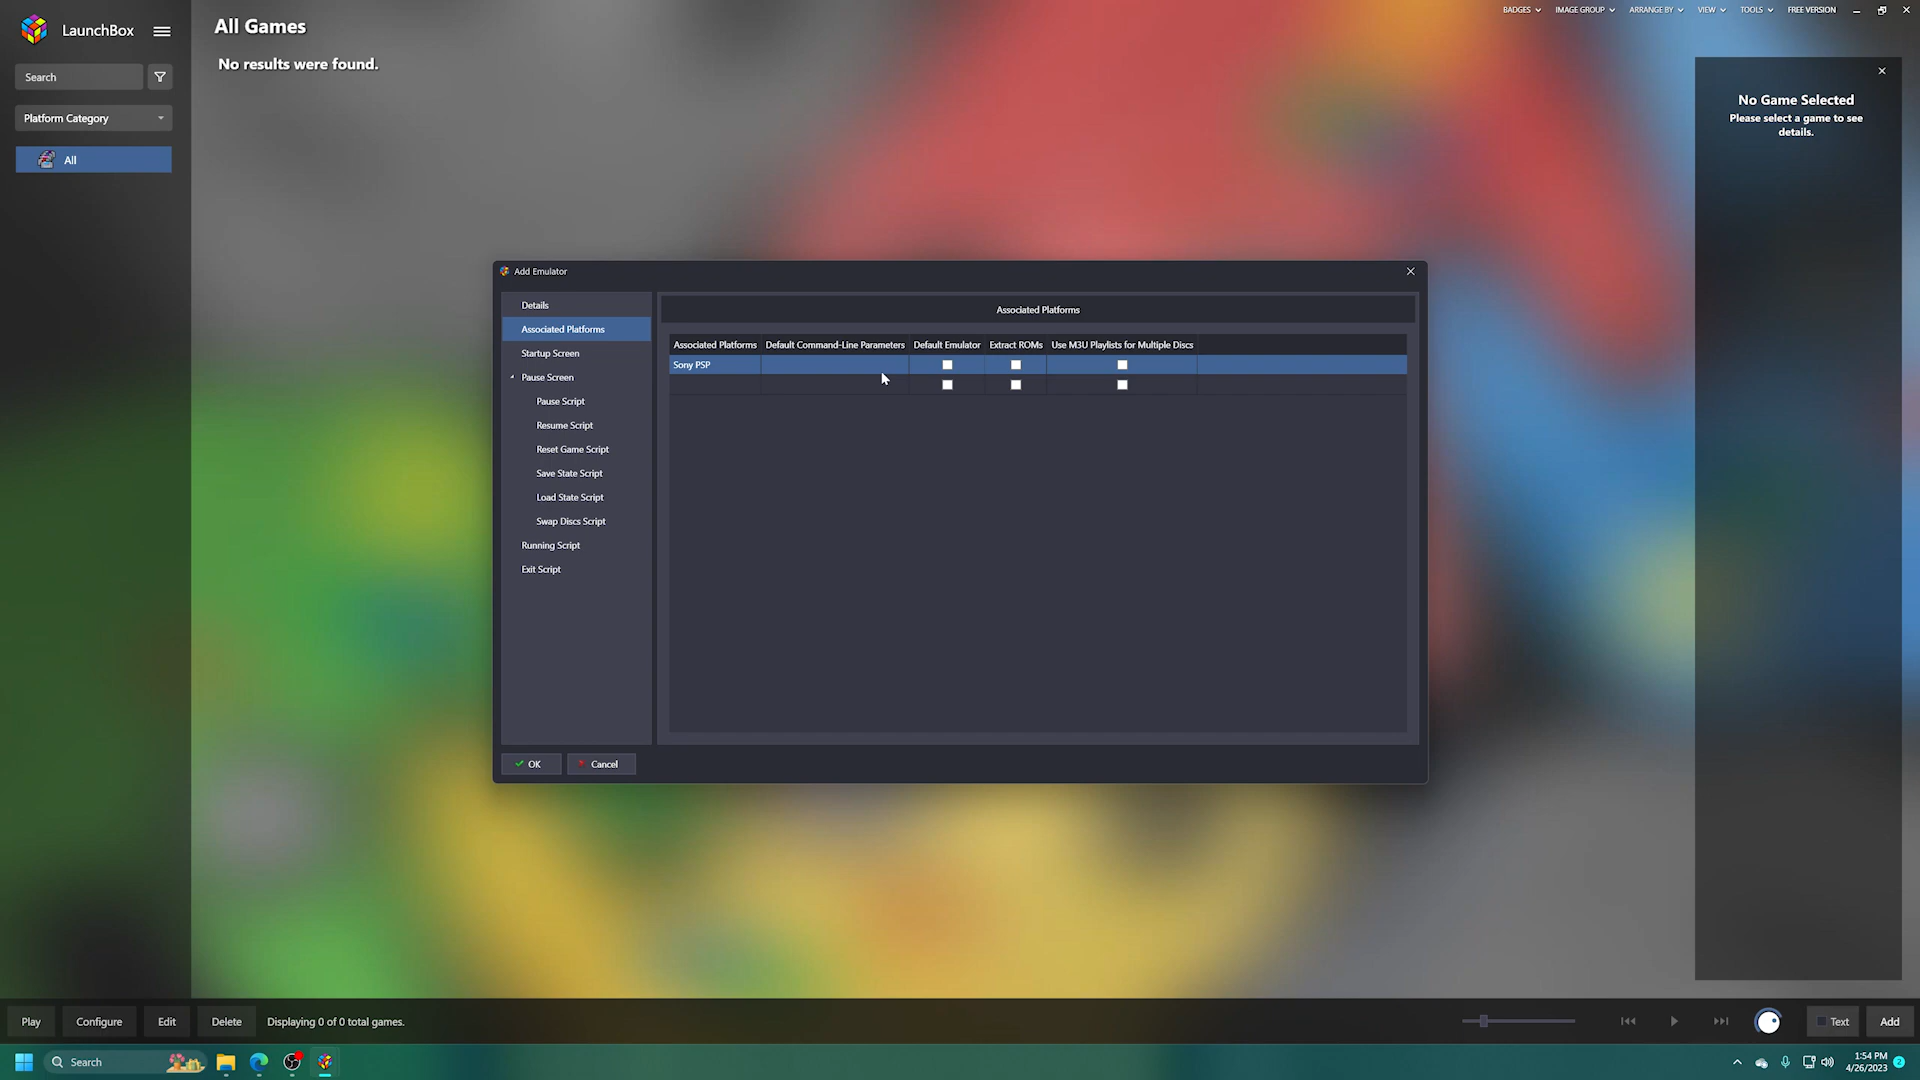 LaunchBox
All Games
BADGES
IMAGE GROUP
ARRANGE BY
VIEW
TOOLS
FREE VERSION
No results were found.
Search
Platform Category
All
No Game Selected
Please select a game to see
details.
Add Emulator
Details
Associated Platforms
Startup Screen
Pause Screen
Pause Script
Resume Script
Reset Game Script
Save State Script
Load State Script
Swap Discs Script
Running Script
Exit Script
Associated Platforms
Associated Platforms Default Command-Line Parameters Default Emulator Extract ROMs Use M3U Playlists for Multiple Discs
Sony PSP
OK
Cancel
Play
Configure
Edit
Delete
Displaying 0 of 0 total games.
Text
Add
Search
1:54 PM
4/26/2023
2